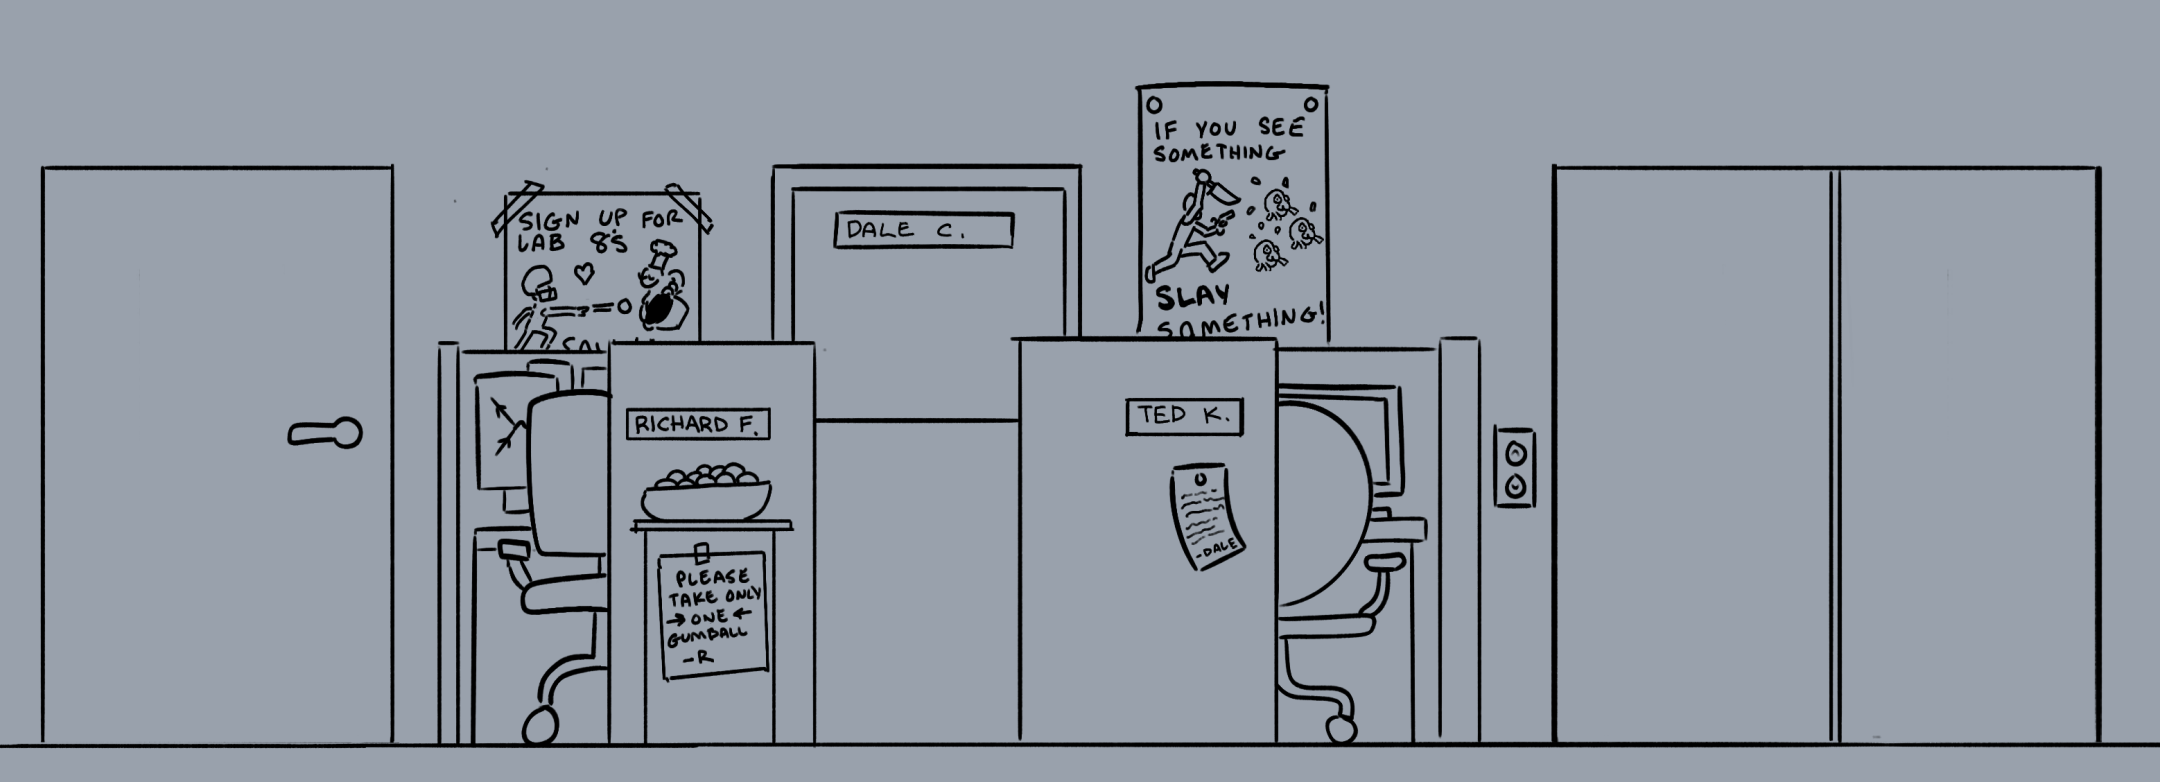 SIGN UP FOR
LAB 8'S
DALE C.
IF YOU SEE
SOMETHING
SLAY
SOMETHING!
RICHARD F.
TED K.
PLEASE
TAKE ONLY
→ ONE ←
GUMBALL
-R
-DALE